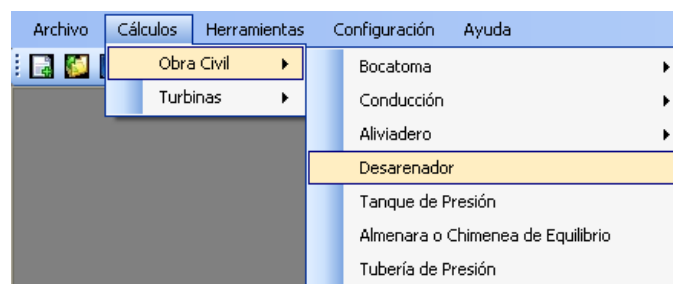 Archivo Cálculos Herramientas Configuración Ayuda
Obra Civil
Turbinas
Bocatoma
Conducción
Aliviadero
Desarenador
Tanque de Presión
Almenara o Chimenea de Equilibrio
Tubería de Presión